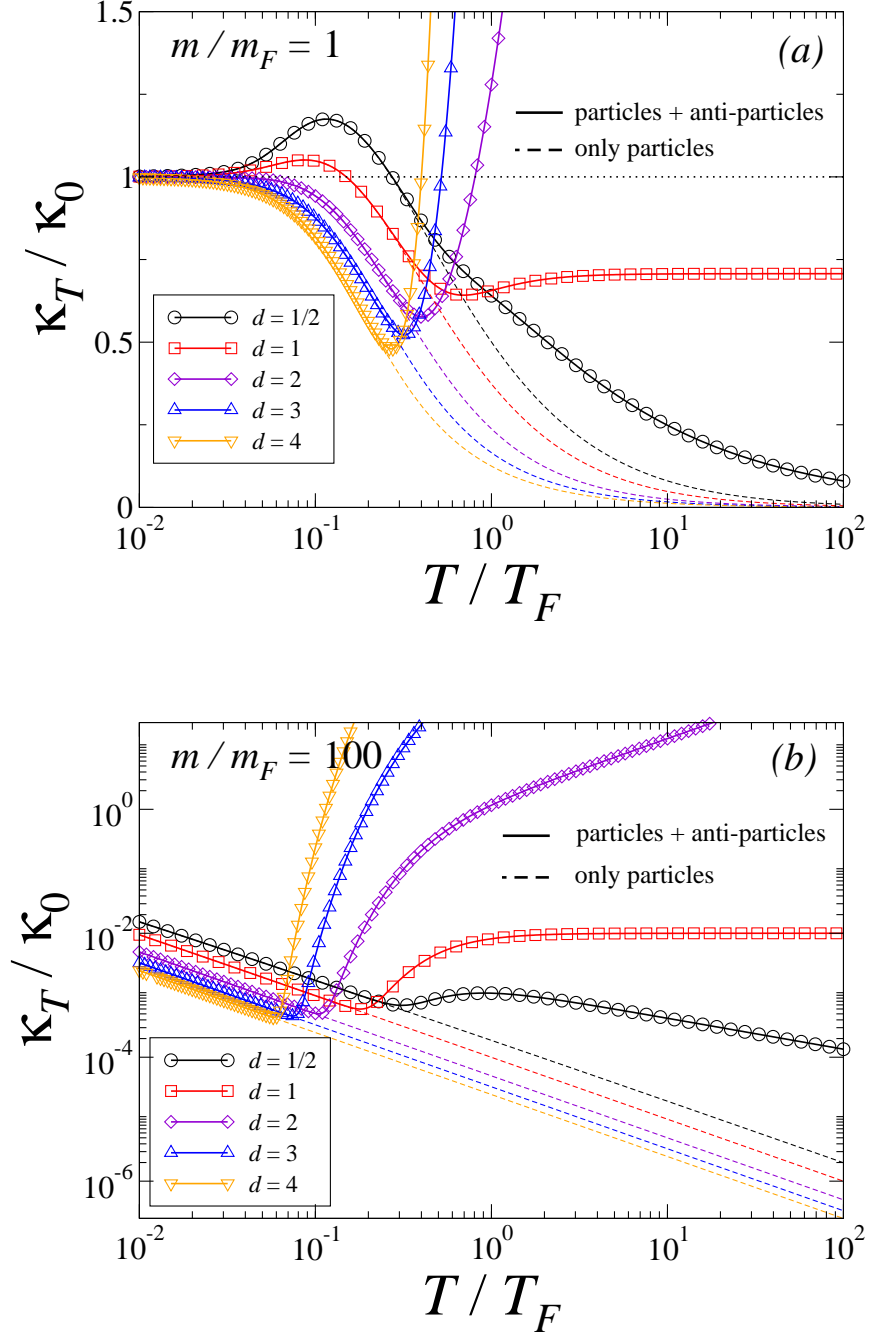 m / m_F = 1
(a)
particles + anti-particles
only particles
κ_T / κ_0
1.5
1
0.5
0
d = 1/2
d = 1
d = 2
d = 3
d = 4
10^-2
10^-1
10^0
10^1
10^2
T / T_F
m / m_F = 100
(b)
particles + anti-particles
only particles
κ_T / κ_0
10^0
10^-2
10^-4
10^-6
d = 1/2
d = 1
d = 2
d = 3
d = 4
10^-2
10^-1
10^0
10^1
10^2
T / T_F